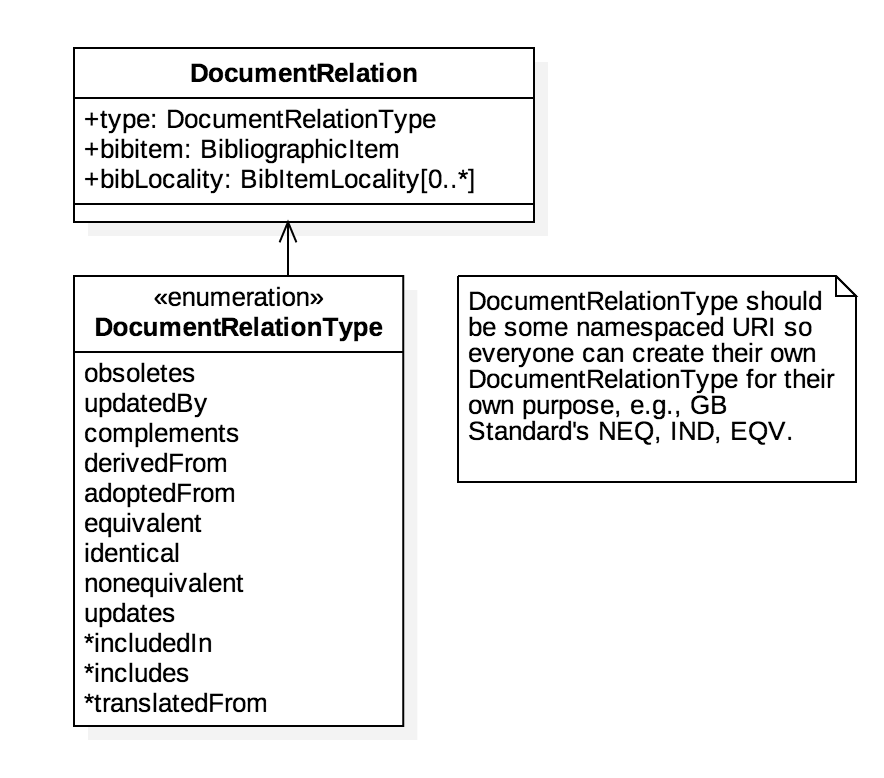 DocumentRelation
+type: DocumentRelationType
+bibitem: BibliographicItem
+bibLocality: BibItemLocality[0..*]
«enumeration»
DocumentRelationType
obsoletes
updatedBy
complements
derivedFrom
adoptedFrom
equivalent
identical
nonequivalent
updates
*includedIn
*includes
*translatedFrom
DocumentRelationType should
be some namespaced URI so
everyone can create their own
DocumentRelationType for their
own purpose, e.g., GB
Standard's NEQ, IND, EQV.